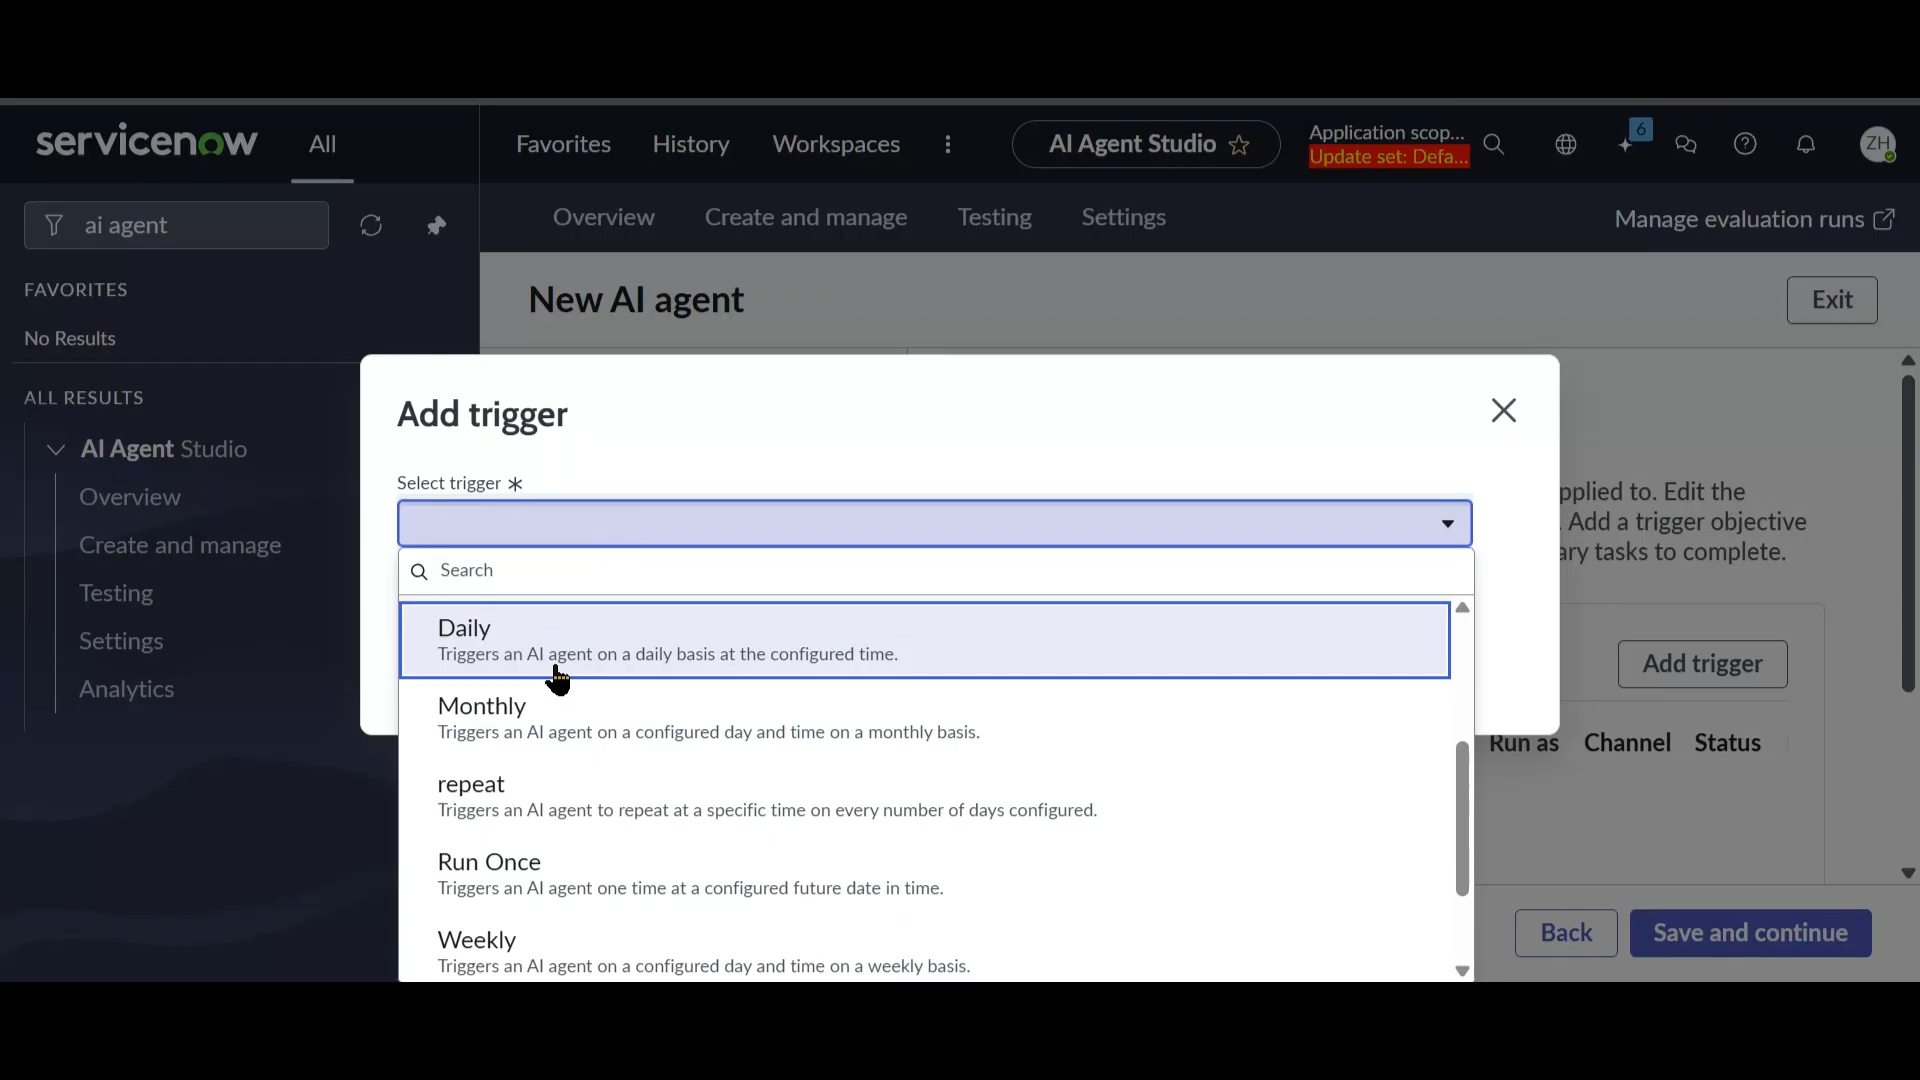 servicenow
All
Favorites
History
Workspaces
AI Agent Studio
Application scop...
Update set: Defa...
6
ZH
ai agent
Overview
Create and manage
Testing
Settings
Manage evaluation runs
FAVORITES
No Results
New AI agent
Exit
ALL RESULTS
AI Agent Studio
Overview
Create and manage
Testing
Settings
Analytics
Add trigger
Select trigger *
Search
Daily
Triggers an AI agent on a daily basis at the configured time.
Monthly
Triggers an AI agent on a configured day and time on a monthly basis.
repeat
Triggers an AI agent to repeat at a specific time on every number of days configured.
Run Once
Triggers an AI agent one time at a configured future date in time.
Weekly
Triggers an AI agent on a configured day and time on a weekly basis.
pplied to. Edit the
. Add a trigger objective
ary tasks to complete.
Add trigger
Run as
Channel
Status
Back
Save and continue